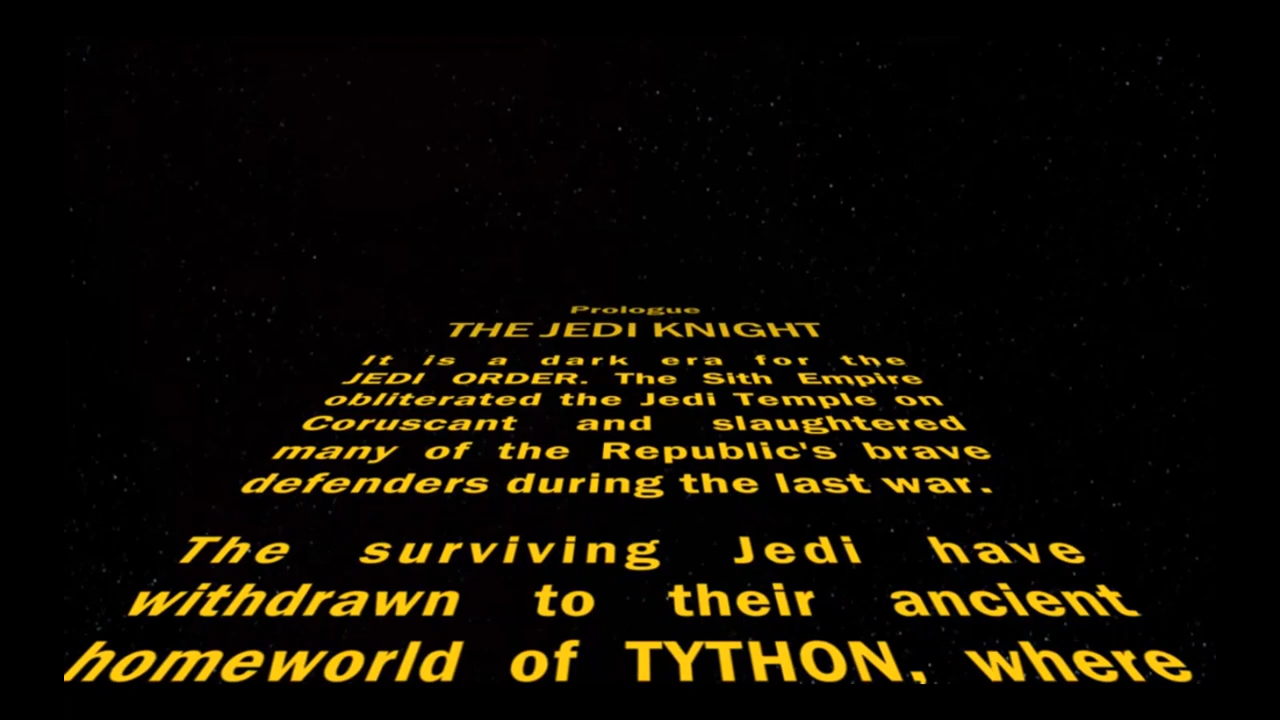 Prologue
THE JEDI KNIGHT
It is a dark era for the
JEDI ORDER. The Sith Empire
obliterated the Jedi Temple on
Coruscant and slaughtered
many of the Republic's brave
defenders during the last war.
The surviving Jedi have
withdrawn to their ancient
homeworld of TYTHON, where